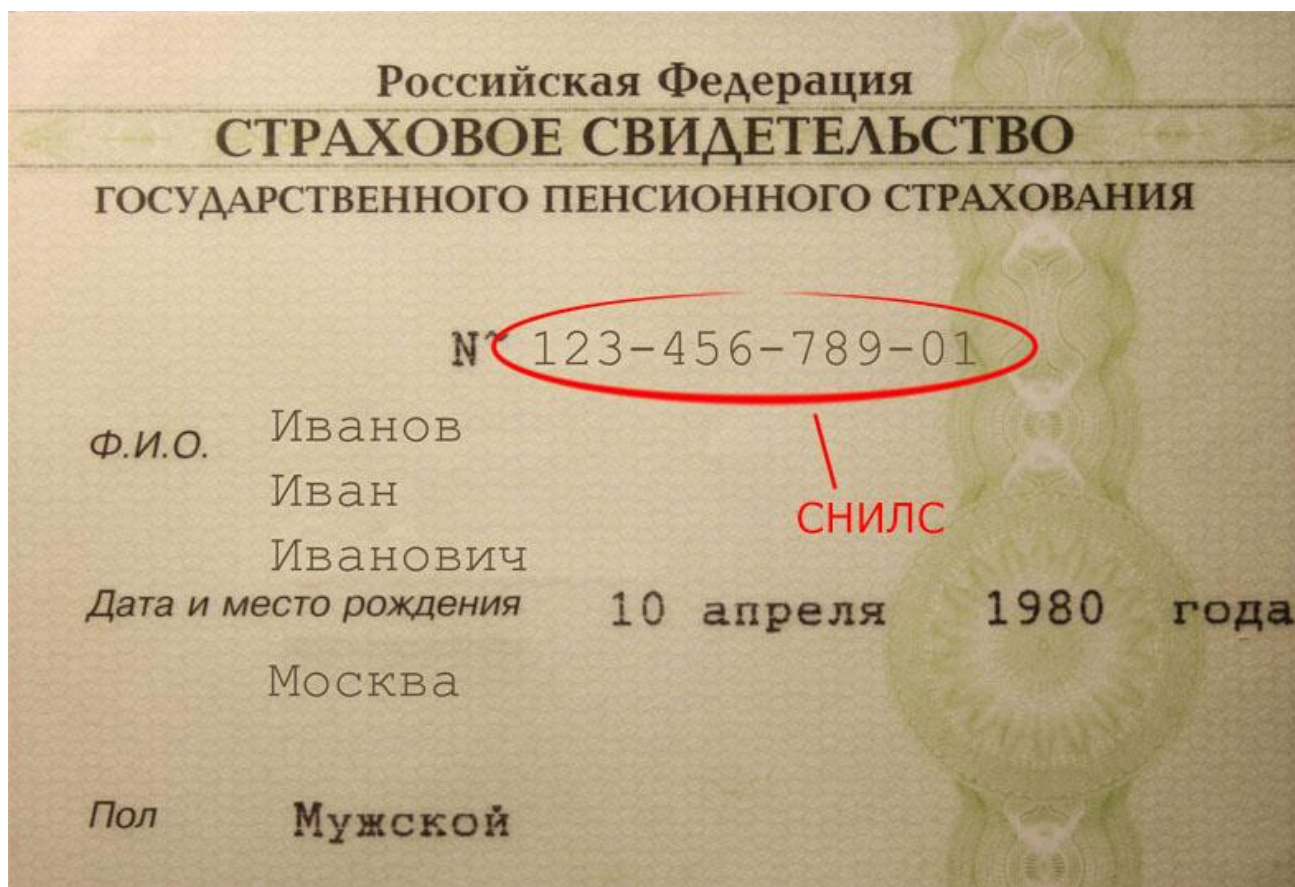 Российская Федерация
СТРАХОВОЕ СВИДЕТЕЛЬСТВО
ГОСУДАРСТВЕННОГО ПЕНСИОННОГО СТРАХОВАНИЯ
N~ 123-456-789-01
Ф.И.О. Иванов
Иван
СНИЛС
Иванович
Дата и место рождения 10 апреля 1980 года
Москва
Пол Мужской